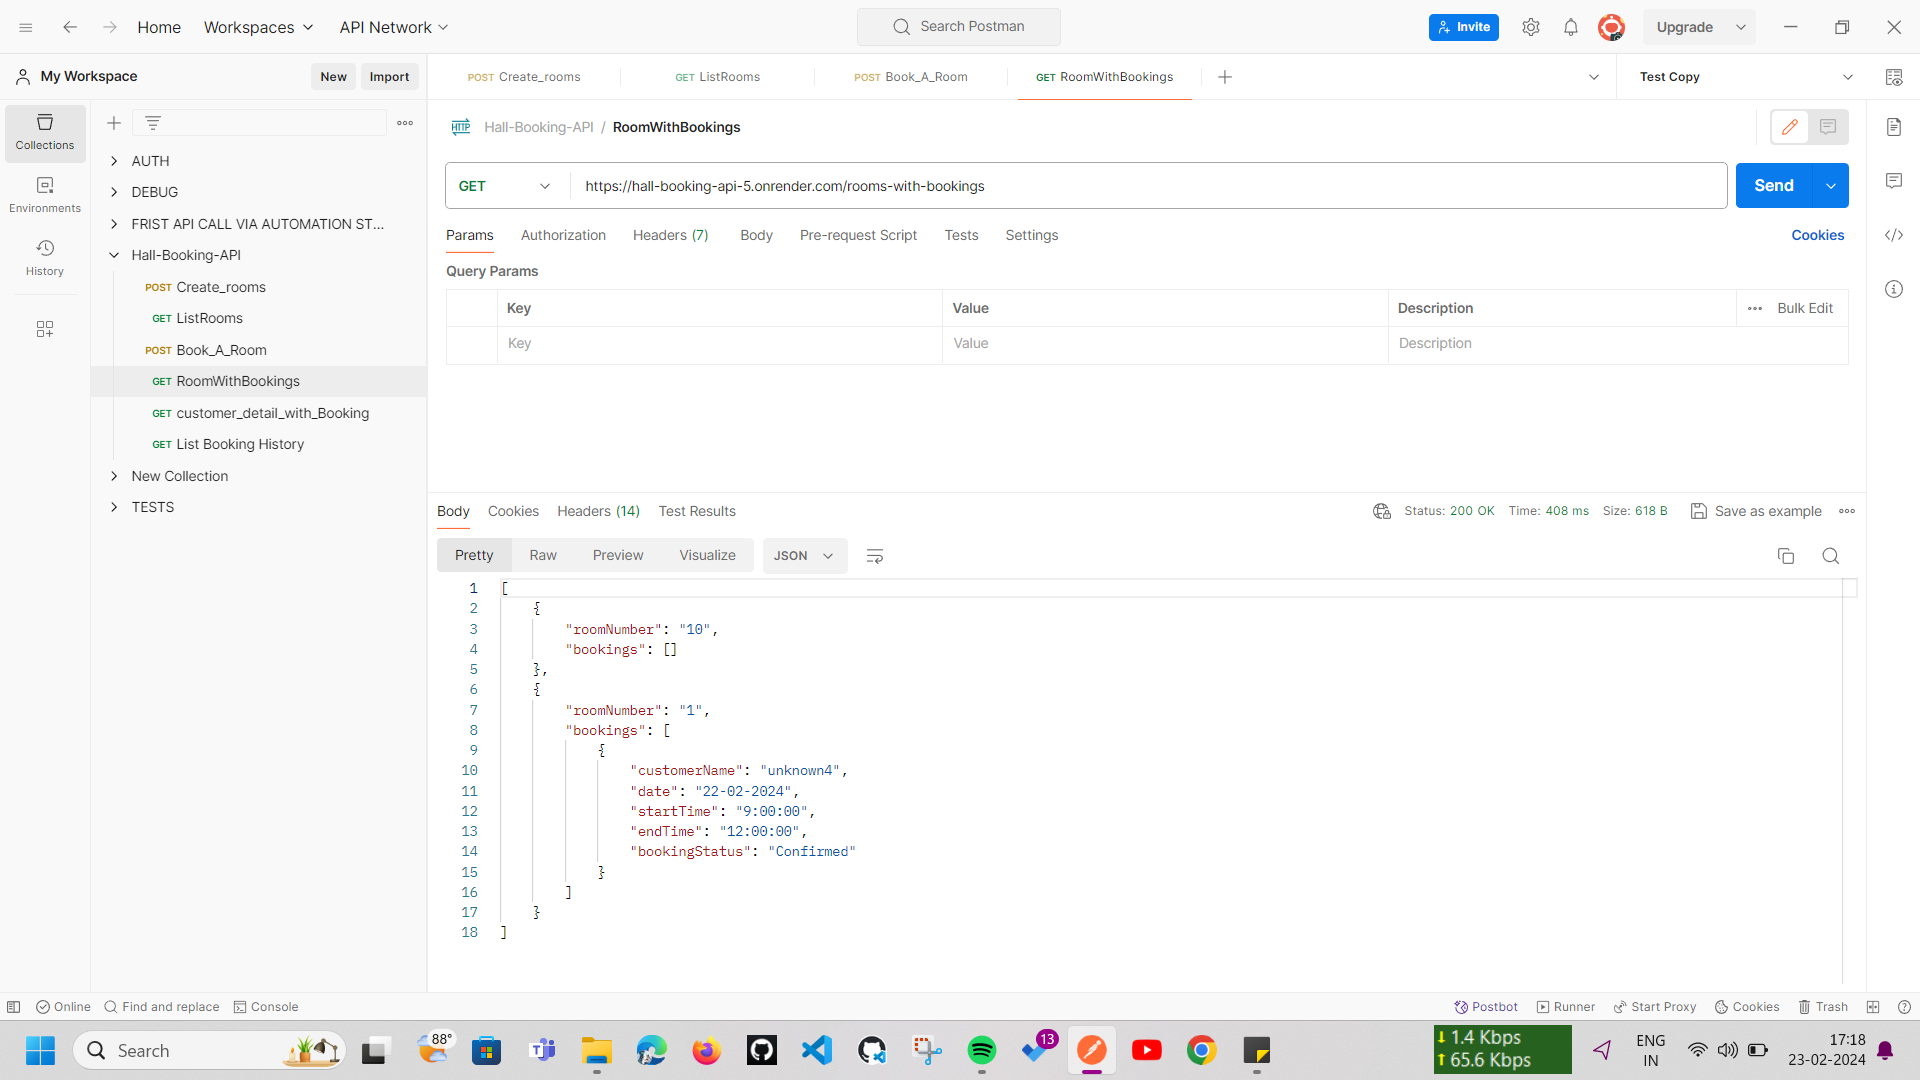 Home Workspaces API Network Search Postman Invite Upgrade
My Workspace New Import
POST Create_rooms GET ListRooms POST Book_A_Room GET RoomWithBookings Test Copy
Collections
Environments
History
AUTH
DEBUG
FRIST API CALL VIA AUTOMATION ST...
Hall-Booking-API
POST Create_rooms
GET ListRooms
POST Book_A_Room
GET RoomWithBookings
GET customer_detail_with_Booking
GET List Booking History
New Collection
TESTS
HTTP Hall-Booking-API / RoomWithBookings
GET https://hall-booking-api-5.onrender.com/rooms-with-bookings Send
Params Authorization Headers (7) Body Pre-request Script Tests Settings Cookies
Query Params
Key Value Description Bulk Edit
Key Value Description
Body Cookies Headers (14) Test Results Status: 200 OK Time: 408 ms Size: 618 B Save as example
Pretty Raw Preview Visualize JSON
1 [
2 {
3 "roomNumber": "10",
4 "bookings": []
5 },
6 {
7 "roomNumber": "1",
8 "bookings": [
9 {
10 "customerName": "unknown4",
11 "date": "22-02-2024",
12 "startTime": "9:00:00",
13 "endTime": "12:00:00",
14 "bookingStatus": "Confirmed"
15 }
16 ]
17 }
18 ]
Online Find and replace Console Postbot Runner Start Proxy Cookies Trash
Search 88° 13 1.4 Kbps ENG 17:18
65.6 Kbps IN 23-02-2024